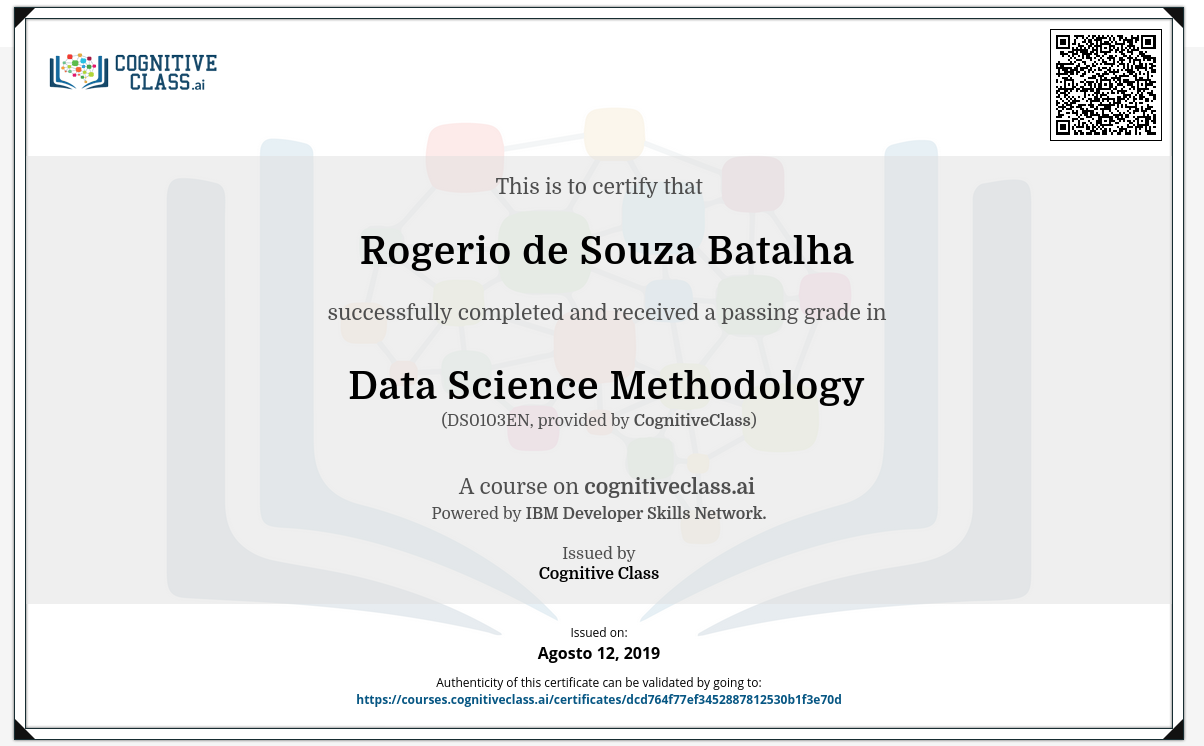 COGNITIVE
CLASS.ai
This is to certify that
Rogerio de Souza Batalha
successfully completed and received a passing grade in
Data Science Methodology
(DS0103EN, provided by CognitiveClass)
A course on cognitiveclass.ai
Powered by IBM Developer Skills Network.
Issued by
Cognitive Class
Issued on:
Agosto 12, 2019
Authenticity of this certificate can be validated by going to:
https://courses.cognitiveclass.ai/certificates/dcd764f77ef3452887812530b1f3e70d